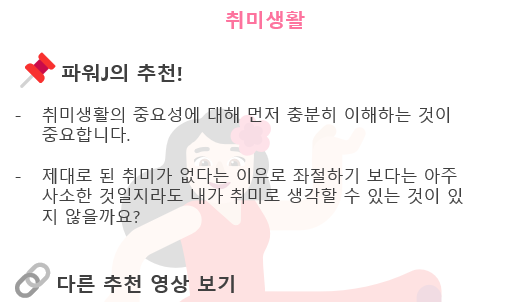 취미생활
파워J의 추천!
- 취미생활의 중요성에 대해 먼저 충분히 이해하는 것이
중요합니다.
- 제대로 된 취미가 없다는 이유로 좌절하기 보다는 아주
사소한 것일지라도 내가 취미로 생각할 수 있는 것이 있
지 않을까요?
다른 추천 영상 보기